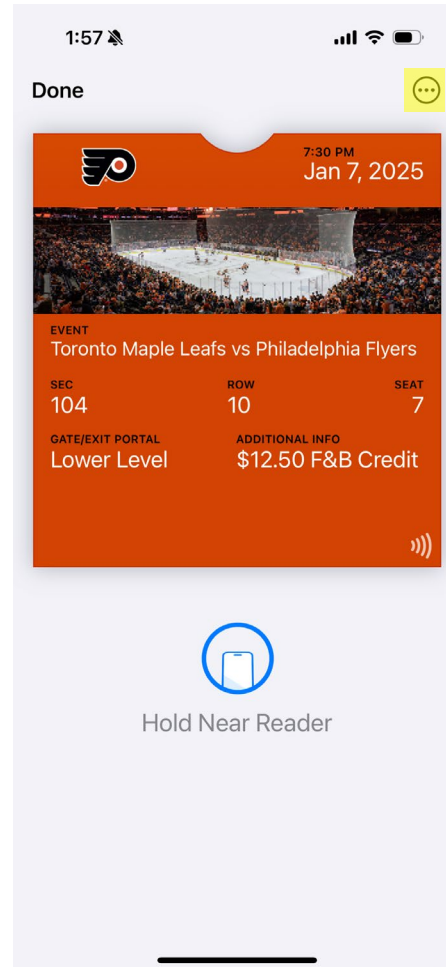 1:57
Done
7:30 PM
Jan 7, 2025
EVENT
Toronto Maple Leafs vs Philadelphia Flyers
SEC ROW SEAT
104 10 7
GATE/EXIT PORTAL ADDITIONAL INFO
Lower Level $12.50 F&B Credit
Hold Near Reader